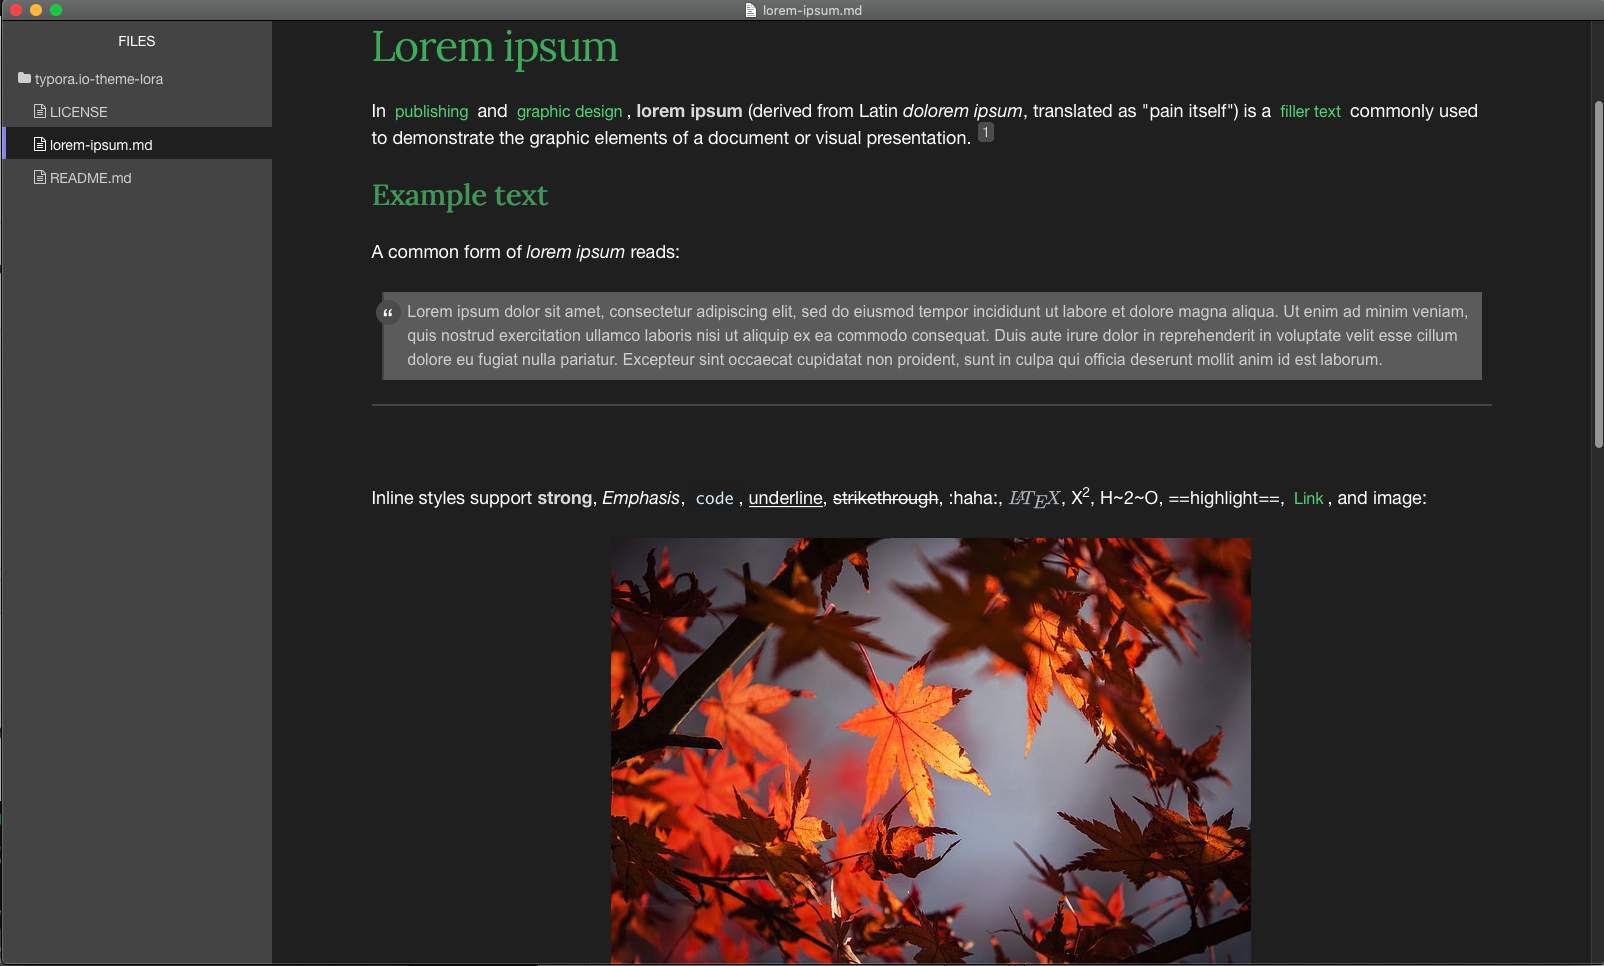 lorem-ipsum.md
FILES
typora.io-theme-lora
LICENSE
lorem-ipsum.md
README.md
Lorem ipsum
In publishing and graphic design , lorem ipsum (derived from Latin dolorem ipsum, translated as "pain itself") is a filler text commonly used
to demonstrate the graphic elements of a document or visual presentation. 1
Example text
A common form of lorem ipsum reads:
“
Lorem ipsum dolor sit amet, consectetur adipiscing elit, sed do eiusmod tempor incididunt ut labore et dolore magna aliqua. Ut enim ad minim veniam,
quis nostrud exercitation ullamco laboris nisi ut aliquip ex ea commodo consequat. Duis aute irure dolor in reprehenderit in voluptate velit esse cillum
dolore eu fugiat nulla pariatur. Excepteur sint occaecat cupidatat non proident, sunt in culpa qui officia deserunt mollit anim id est laborum.
Inline styles support strong, Emphasis, code , underline, strikethrough, :haha:, LATEX, X2, H~2~O, ==highlight==, Link , and image: